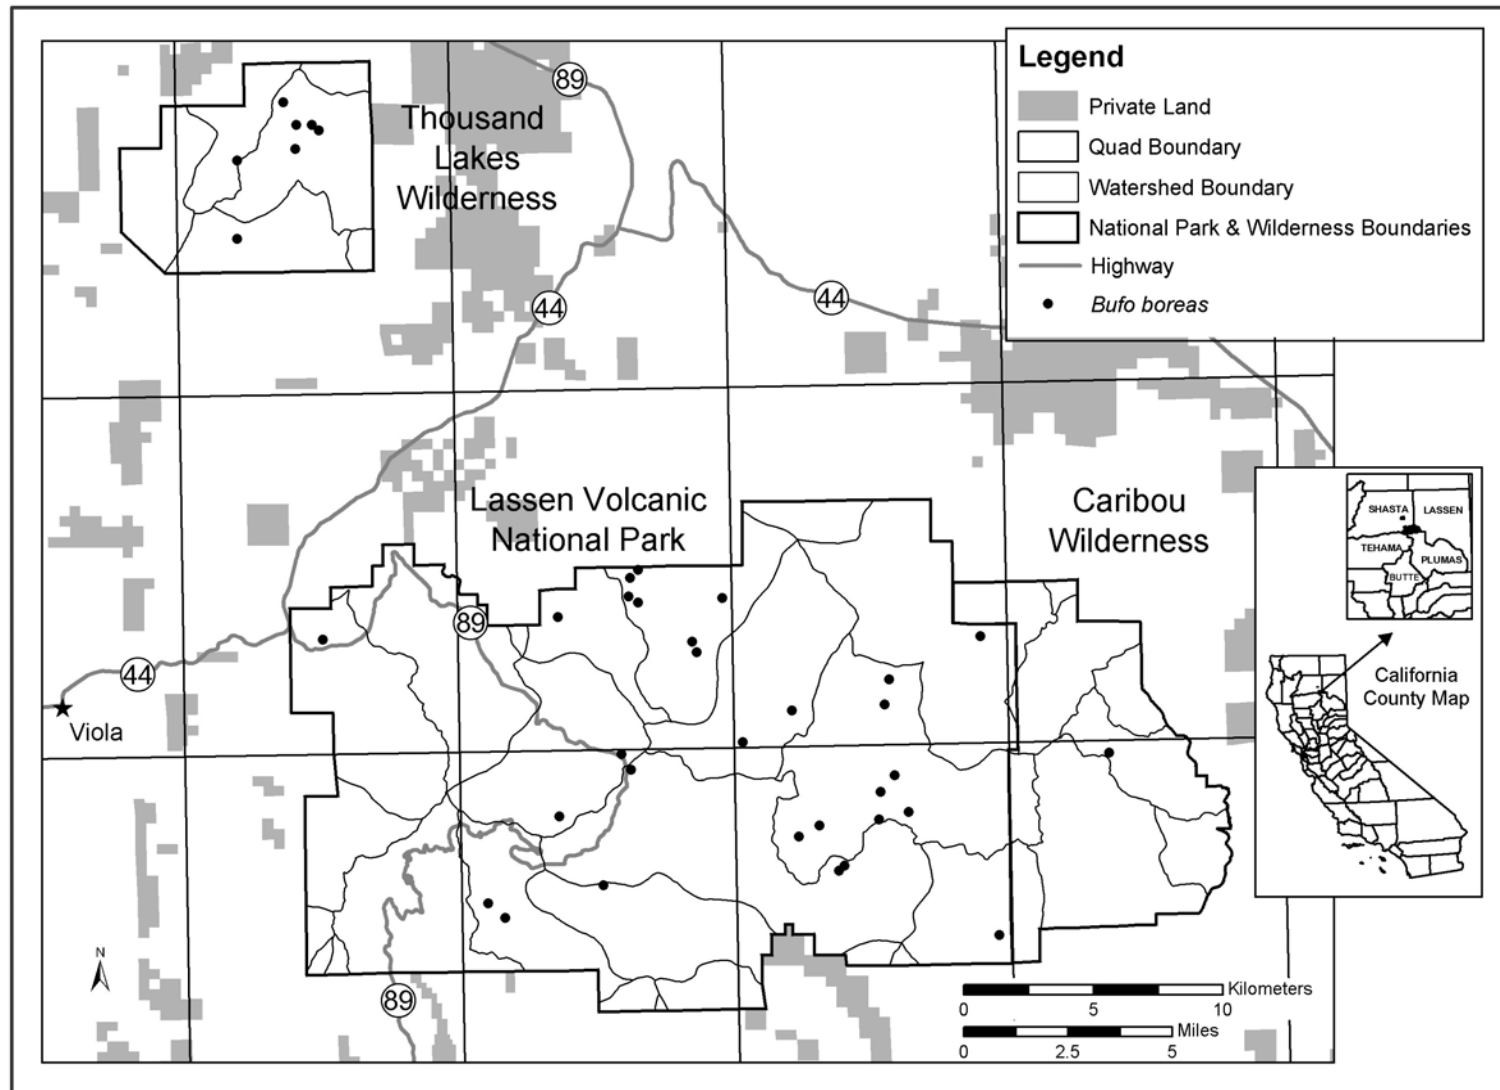 89
Thousand
Lakes
Wilderness
44
44
Legend
Private Land
Quad Boundary
Watershed Boundary
National Park & Wilderness Boundaries
Highway
Bufo boreas
Lassen Volcanic
National Park
Caribou
Wilderness
SHASTA
LASSEN
TEHAMA
PLUMAS
BUTTE
California
County Map
89
44
Viola
N
89
Kilometers
0 5 10
Miles
0 2.5 5